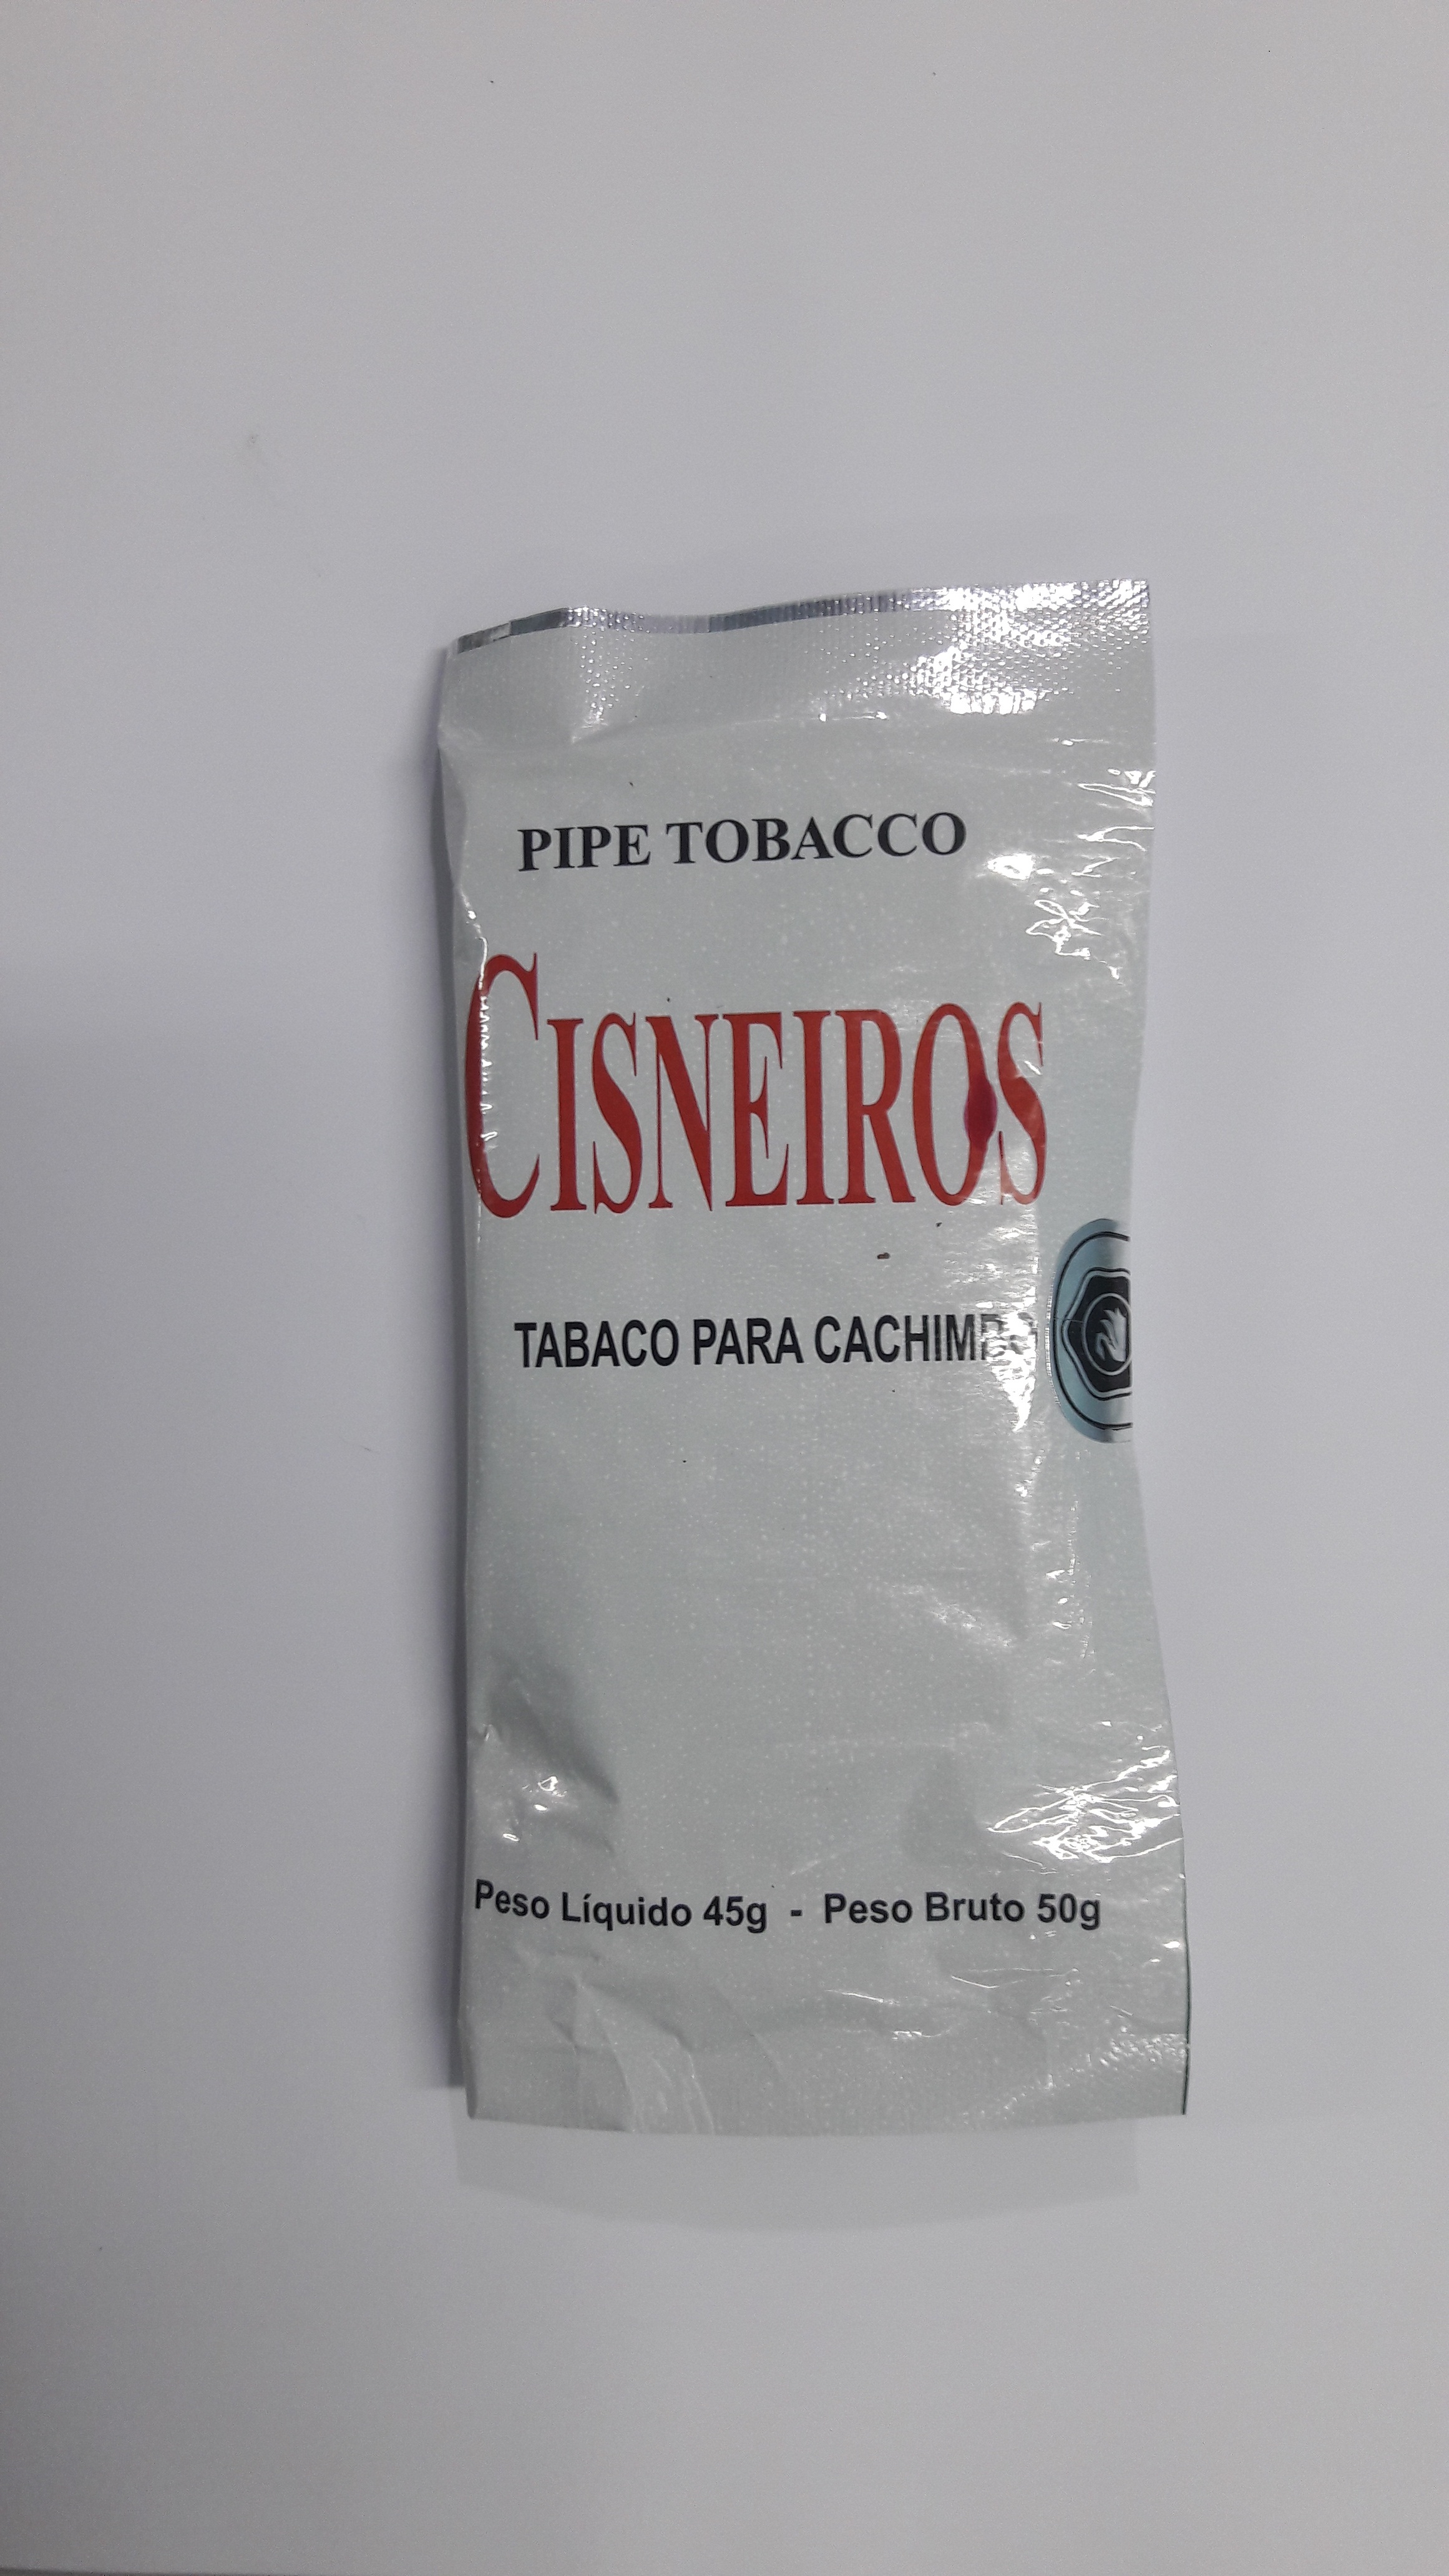 PIPE TOBACCO
CISNEIROS
TABACO PARA CACHIMBO
Peso Líquido 45g - Peso Bruto 50g